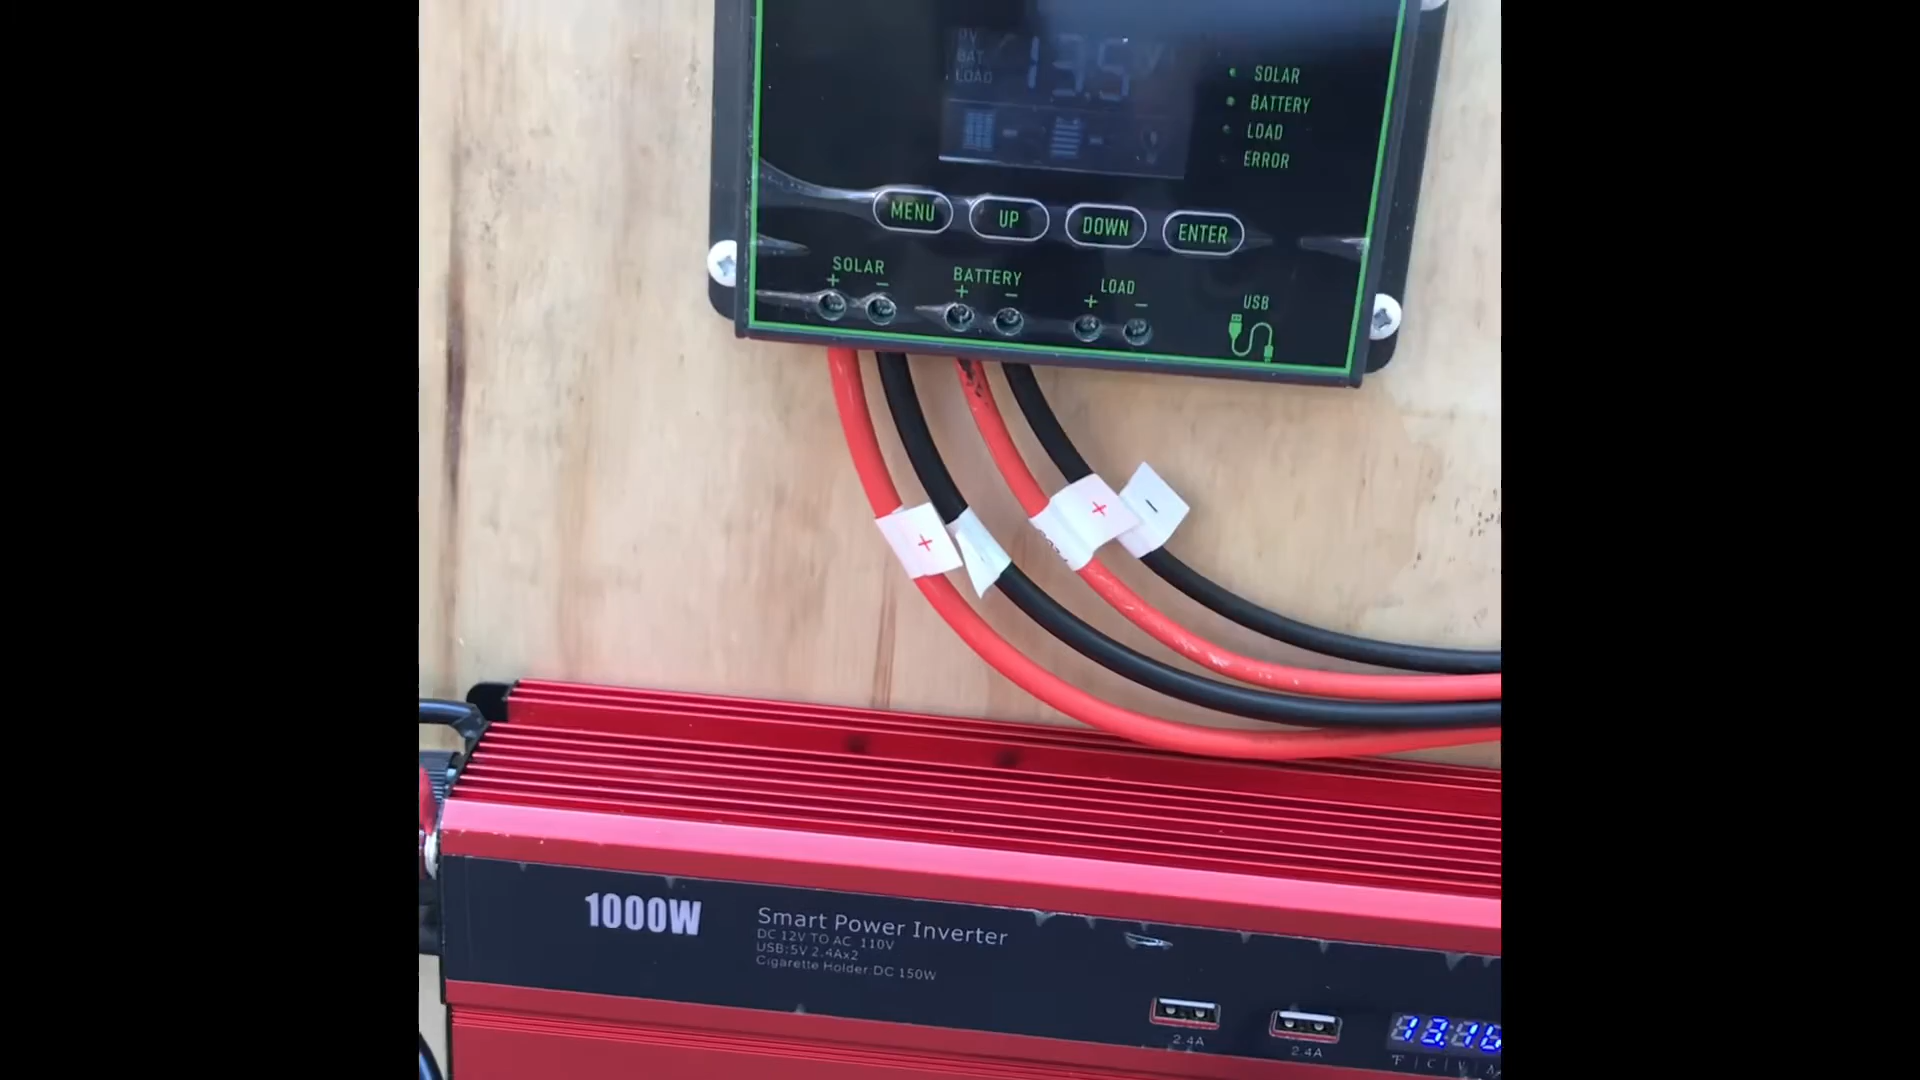 PV
BAT
LOAD
13.5V
SOLAR
BATTERY
LOAD
ERROR
MENU
UP
DOWN
ENTER
SOLAR
+ −
BATTERY
+ −
LOAD
+ −
USB
+
+
−
1000W
Smart Power Inverter
DC 12V TO AC 110V
USB:5V 2.4Ax2
Cigarette Holder:DC 150W
2.4A
2.4A
°F | C | V | A